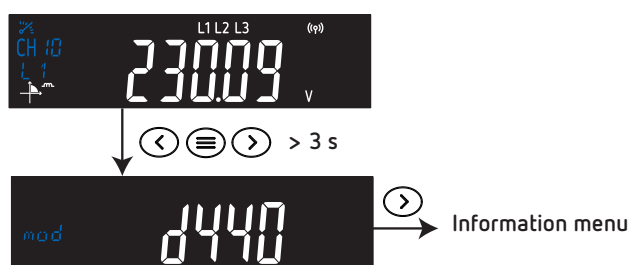 L1 L2 L3
CH 10
L1
230.09
V
> 3 s
mod
d440
Information menu